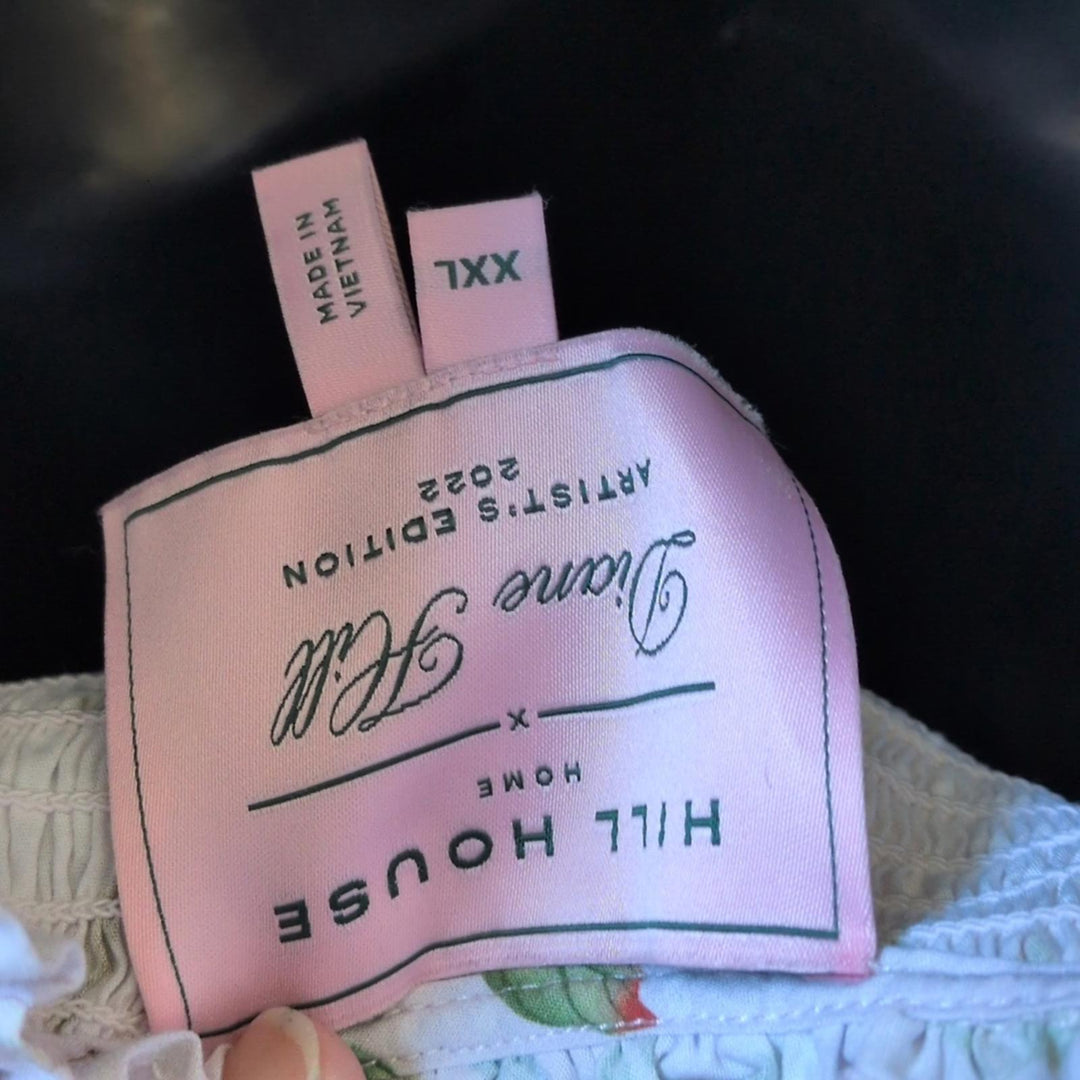 MADE IN
VIETNAM
XXL
HILL HOUSE
HOME
X
Diane Hill
ARTIST'S EDITION
2022